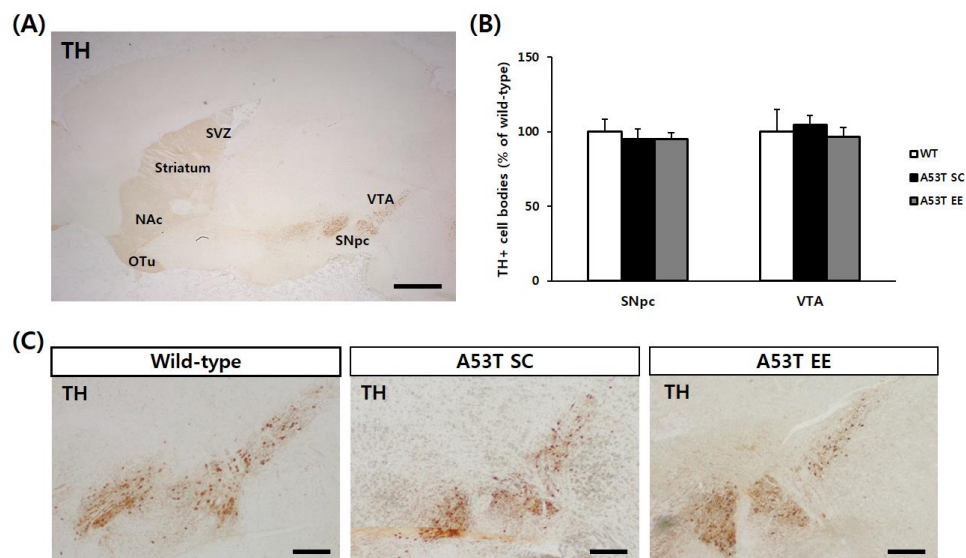 (A)
TH
SVZ
Striatum
VTA
NAc
SNpc
OTu
(B)
TH+ cell bodies (% of wild-type)
150
100
50
0
SNpc
VTA
WT
A53T SC
A53T EE
(C)
Wild-type
A53T SC
A53T EE
TH
TH
TH